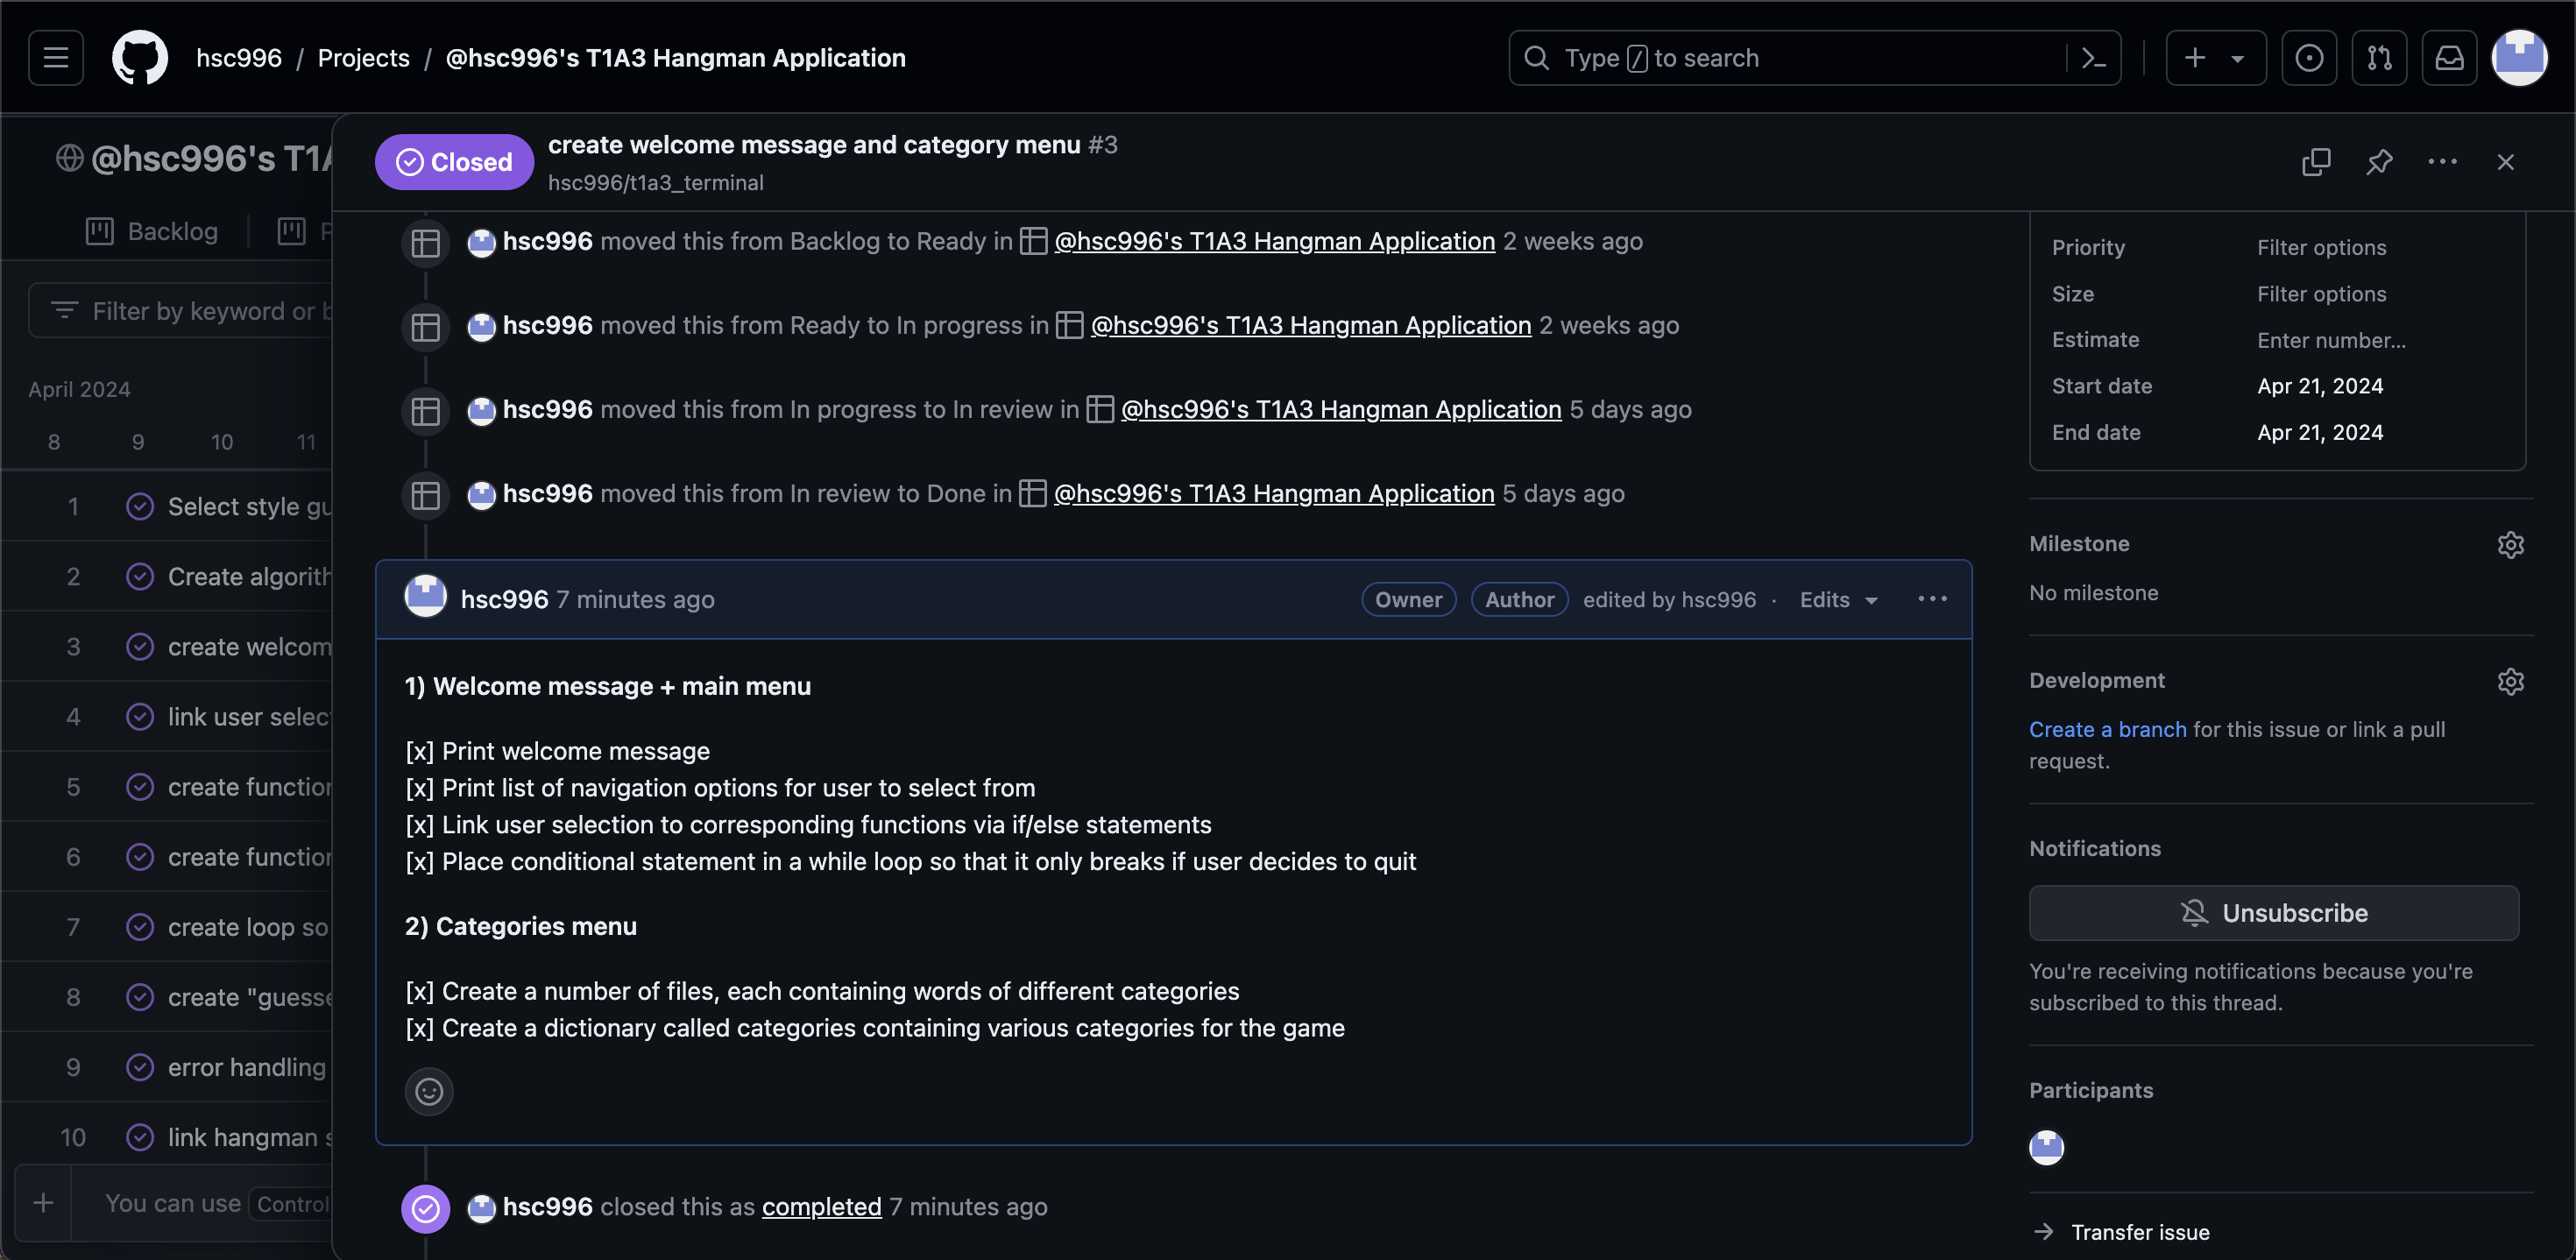 hsc996 / Projects / @hsc996's T1A3 Hangman Application
Type / to search
@hsc996's T1A
Backlog
Filter by keyword or b
April 2024
8 9 10 11
1 Select style gu
2 Create algorith
3 create welcom
4 link user selec
5 create function
6 create function
7 create loop so
8 create "guesse
9 error handling
10 link hangman s
You can use Control
Closed
create welcome message and category menu #3
hsc996/t1a3_terminal
hsc996 moved this from Backlog to Ready in @hsc996's T1A3 Hangman Application 2 weeks ago
hsc996 moved this from Ready to In progress in @hsc996's T1A3 Hangman Application 2 weeks ago
hsc996 moved this from In progress to In review in @hsc996's T1A3 Hangman Application 5 days ago
hsc996 moved this from In review to Done in @hsc996's T1A3 Hangman Application 5 days ago
hsc996 7 minutes ago
Owner Author edited by hsc996 · Edits
1) Welcome message + main menu
[x] Print welcome message
[x] Print list of navigation options for user to select from
[x] Link user selection to corresponding functions via if/else statements
[x] Place conditional statement in a while loop so that it only breaks if user decides to quit
2) Categories menu
[x] Create a number of files, each containing words of different categories
[x] Create a dictionary called categories containing various categories for the game
hsc996 closed this as completed 7 minutes ago
Priority Filter options
Size Filter options
Estimate Enter number...
Start date Apr 21, 2024
End date Apr 21, 2024
Milestone
No milestone
Development
Create a branch for this issue or link a pull
request.
Notifications
Unsubscribe
You're receiving notifications because you're
subscribed to this thread.
Participants
Transfer issue